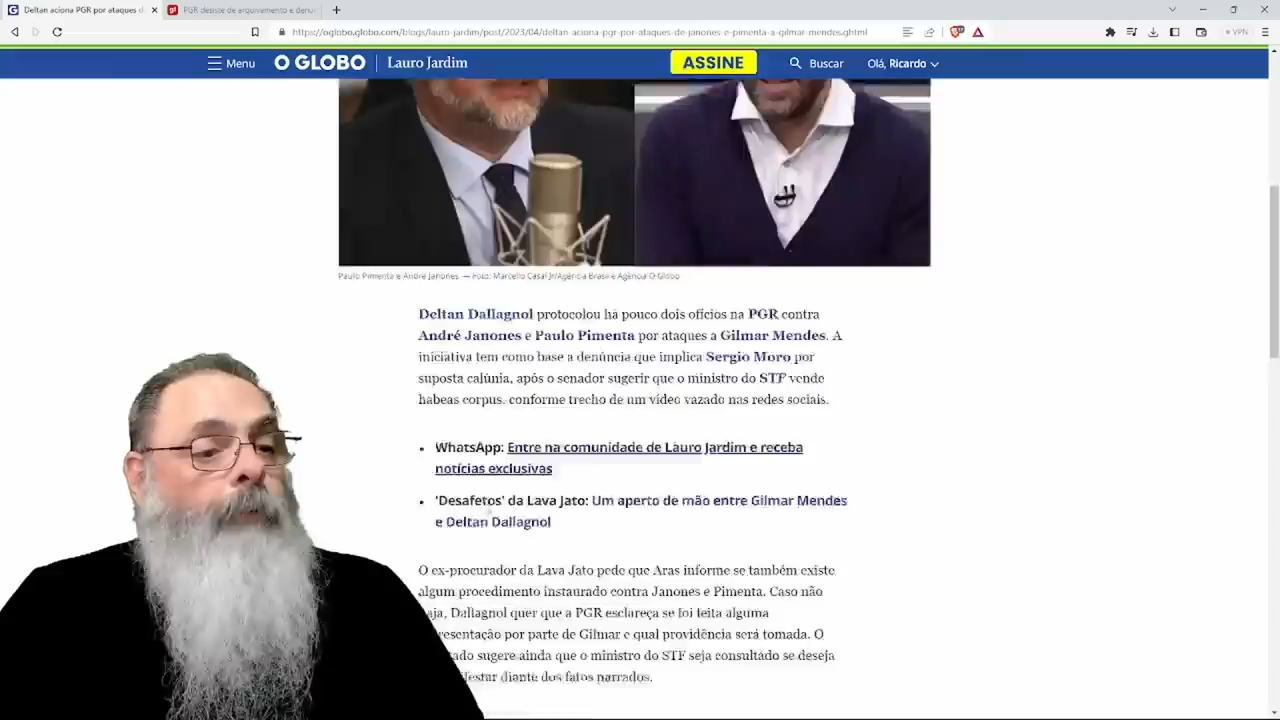 Deltan aciona PGR por ataques d
PGR desiste de arquivamento e denu
https://oglobo.globo.com/blogs/lauro-jardim/post/2023/04/deltan-aciona-pgr-por-ataques-de-janones-e-pimenta-a-gilmar-mendes.ghtml
VPN
Menu
O GLOBO
Lauro Jardim
ASSINE
Buscar
Olá, Ricardo
Paulo Pimenta e André Janones — Foto: Marcello Casal Jr/Agência Brasil e Agência O Globo
Deltan Dallagnol protocolou há pouco dois ofícios na PGR contra
André Janones e Paulo Pimenta por ataques a Gilmar Mendes. A
iniciativa tem como base a denúncia que implica Sergio Moro por
suposta calúnia, após o senador sugerir que o ministro do STF vende
habeas corpus, conforme trecho de um vídeo vazado nas redes sociais.
• WhatsApp: Entre na comunidade de Lauro Jardim e receba
notícias exclusivas
• 'Desafetos' da Lava Jato: Um aperto de mão entre Gilmar Mendes
e Deltan Dallagnol
O ex-procurador da Lava Jato pede que Aras informe se também existe
algum procedimento instaurado contra Janones e Pimenta. Caso não
aja, Dallagnol quer que a PGR esclareça se foi feita alguma
resentação por parte de Gilmar e qual providência será tomada. O
ado sugere ainda que o ministro do STF seja consultado se deseja
festar diante dos fatos narrados.